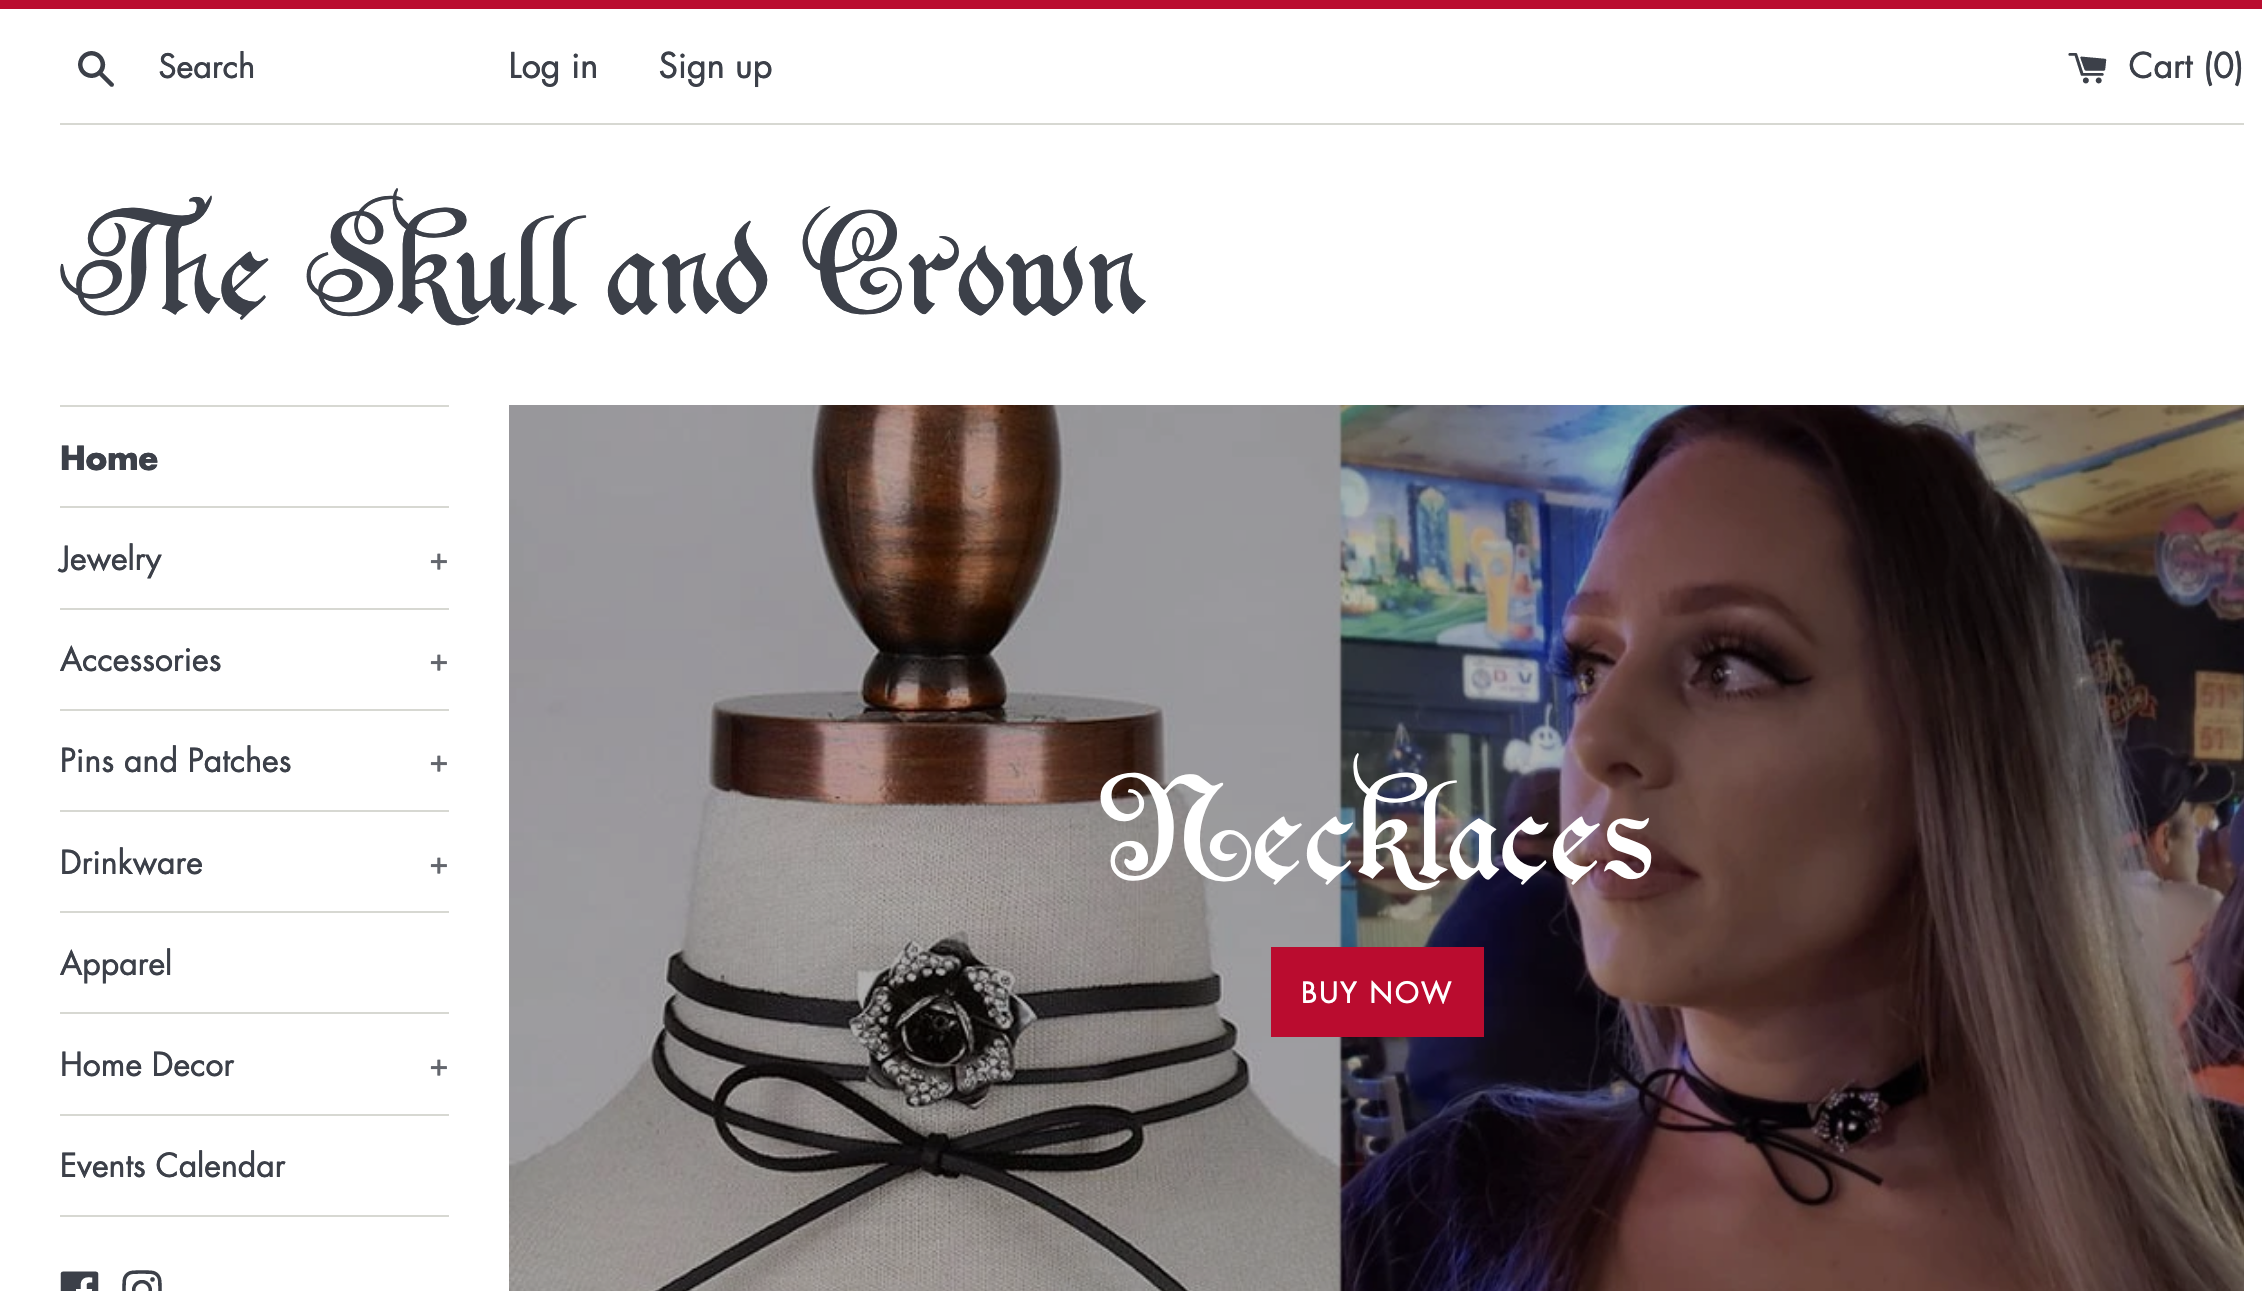 Search
Log in
Sign up
Cart (0)
The Skull and Crown
Home
Jewelry +
Accessories +
Pins and Patches +
Drinkware +
Apparel
Home Decor +
Events Calendar
Necklaces
BUY NOW